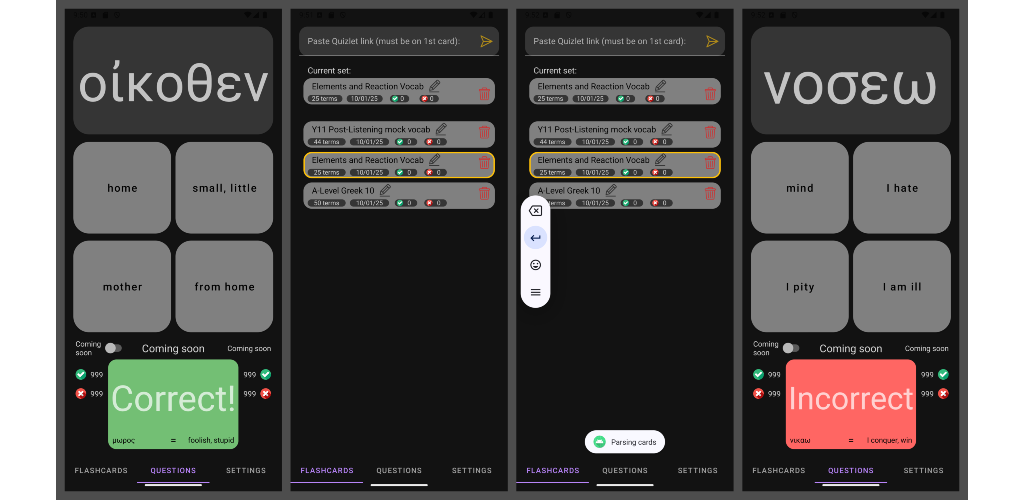 οἴκοθεν
home
small, little
mother
from home
Coming soon
Coming soon
Coming soon
999
999
999
999
Correct!
μωρος = foolish, stupid
FLASHCARDS QUESTIONS SETTINGS
Paste Quizlet link (must be on 1st card):
Current set:
Elements and Reaction Vocab
25 terms 10/01/25 0 0
Y11 Post-Listening mock vocab
44 terms 10/01/25 0 0
Elements and Reaction Vocab
25 terms 10/01/25 0 0
A-Level Greek 10
50 terms 10/01/25 0 0
FLASHCARDS QUESTIONS SETTINGS
Paste Quizlet link (must be on 1st card):
Current set:
Elements and Reaction Vocab
25 terms 10/01/25 0 0
Y11 Post-Listening mock vocab
44 terms 10/01/25 0 0
Elements and Reaction Vocab
25 terms 10/01/25 0 0
A-Level Greek 10
10/01/25 0 0
Parsing cards
FLASHCARDS QUESTIONS SETTINGS
νοσεω
mind
I hate
I pity
I am ill
Coming soon
Coming soon
Coming soon
999
999
999
999
Incorrect
νικαω = I conquer, win
FLASHCARDS QUESTIONS SETTINGS